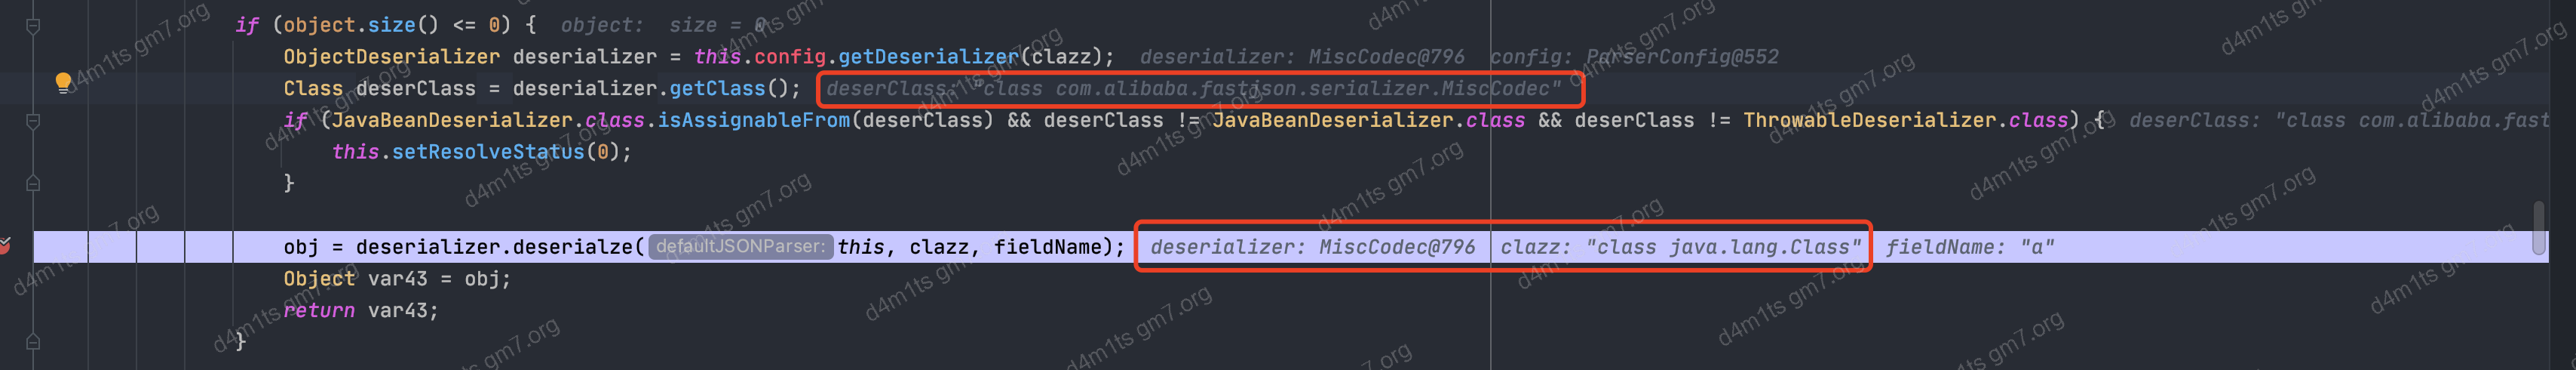 if (object.size() <= 0) {  object:  size = 0
ObjectDeserializer deserializer = this.config.getDeserializer(clazz);  deserializer: MiscCodec@796  config: ParserConfig@552
Class deserClass = deserializer.getClass();  deserClass: "class com.alibaba.fastjson.serializer.MiscCodec"
if (JavaBeanDeserializer.class.isAssignableFrom(deserClass) && deserClass != JavaBeanDeserializer.class && deserClass != ThrowableDeserializer.class) {  deserClass: "class com.alibaba.fast
this.setResolveStatus(0);
}
obj = deserializer.deserialze( defaultJSONParser: this, clazz, fieldName);  deserializer: MiscCodec@796  clazz: "class java.lang.Class"  fieldName: "a"
Object var43 = obj;
return var43;
}
d4m1ts gm7.org